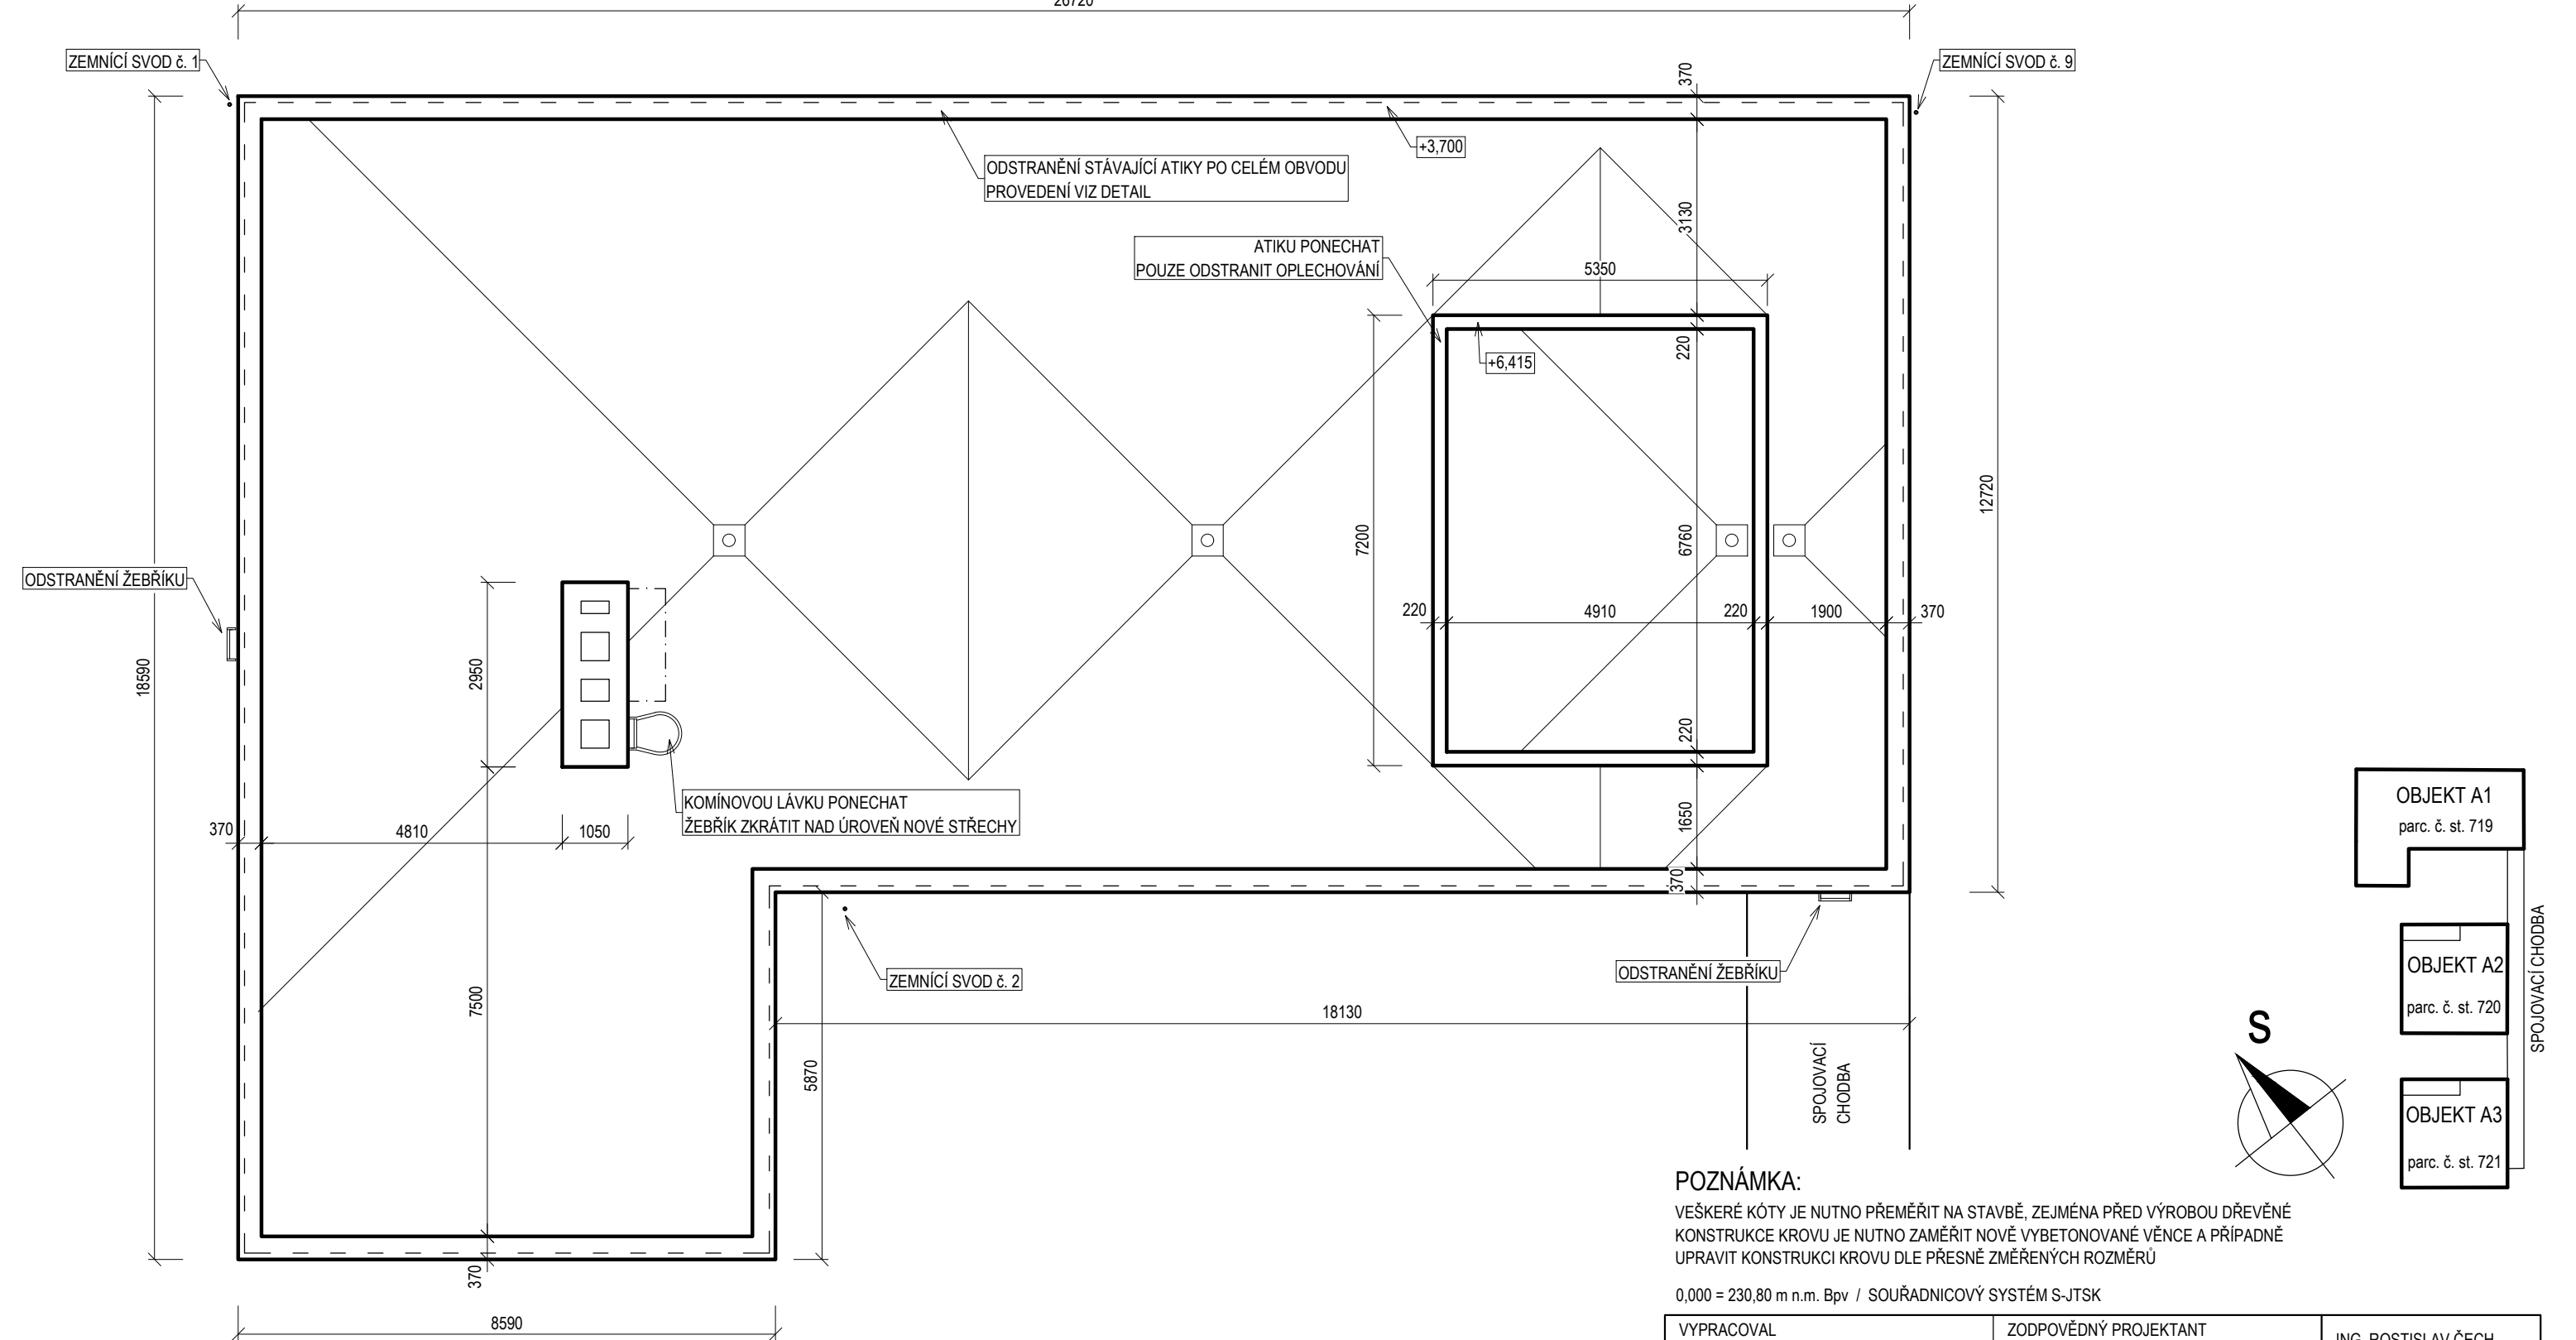 26720
ZEMNÍCÍ SVOD č. 1
ZEMNÍCÍ SVOD č. 9
370
+3,700
ODSTRANĚNÍ STÁVAJÍCÍ ATIKY PO CELÉM OBVODU
PROVEDENÍ VIZ DETAIL
3130
ATIKU PONECHAT
POUZE ODSTRANIT OPLECHOVÁNÍ
5350
220
+6,415
12720
7200
6760
ODSTRANĚNÍ ŽEBŘÍKU
220
4910
220
1900
370
18590
2950
220
KOMÍNOVOU LÁVKU PONECHAT
ŽEBŘÍK ZKRÁTIT NAD ÚROVEŇ NOVÉ STŘECHY
370
4810
1050
1650
370
OBJEKT A1
parc. č. st. 719
ZEMNÍCÍ SVOD č. 2
ODSTRANĚNÍ ŽEBŘÍKU
OBJEKT A2
parc. č. st. 720
SPOJOVACÍ CHODBA
7500
18130
S
5870
SPOJOVACÍ
CHODBA
OBJEKT A3
parc. č. st. 721
370
8590
POZNÁMKA:
VEŠKERÉ KÓTY JE NUTNO PŘEMĚŘIT NA STAVBĚ, ZEJMÉNA PŘED VÝROBOU DŘEVĚNÉ
KONSTRUKCE KROVU JE NUTNO ZAMĚŘIT NOVĚ VYBETONOVANÉ VĚNCE A PŘÍPADNĚ
UPRAVIT KONSTRUKCI KROVU DLE PŘESNĚ ZMĚŘENÝCH ROZMĚRŮ
0,000 = 230,80 m n.m. Bpv / SOUŘADNICOVÝ SYSTÉM S-JTSK
VYPRACOVAL
ZODPOVĚDNÝ PROJEKTANT
ING. ROSTISLAV ČECH